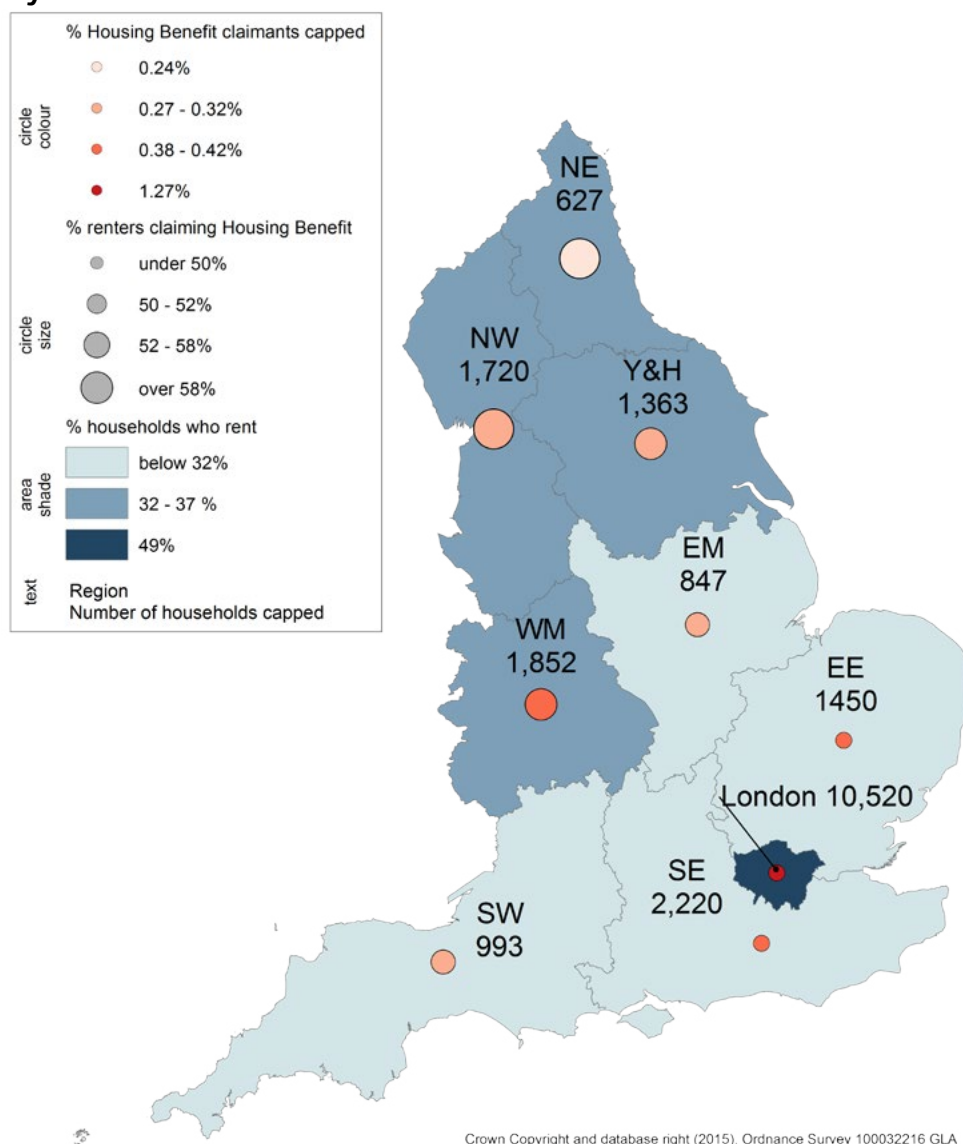 % Housing Benefit claimants capped
circle
colour
0.24%
0.27 - 0.32%
0.38 - 0.42%
1.27%
% renters claiming Housing Benefit
circle
size
under 50%
50 - 52%
52 - 58%
over 58%
% households who rent
area
shade
below 32%
32 - 37 %
49%
text
Region
Number of households capped
NE
627
NW
1,720
Y&H
1,363
EM
847
WM
1,852
EE
1450
London 10,520
SE
2,220
SW
993
Crown Copyright and database right (2015). Ordnance Survey 100032216 GLA